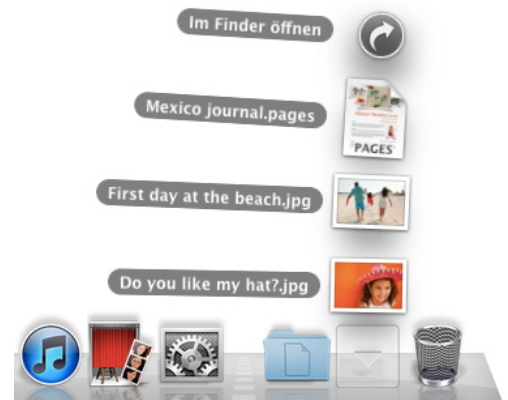 Im Finder öffnen
Mexico journal.pages
PAGES
First day at the beach.jpg
Do you like my hat?.jpg